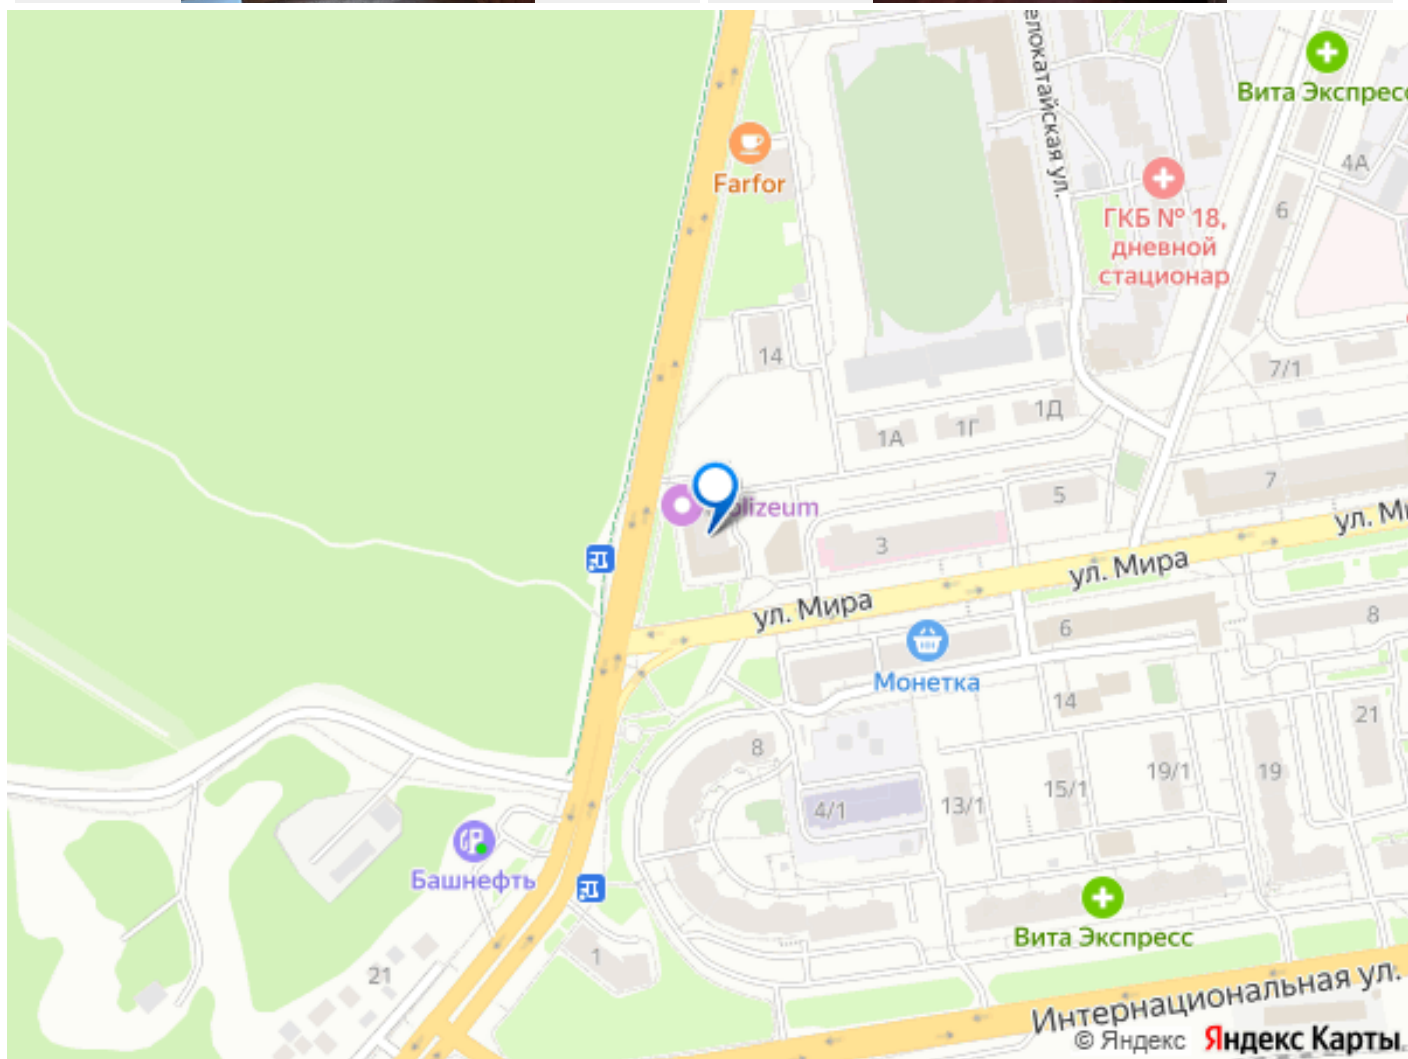 елокатайская ул.
Вита Экспресс
4А
Farfor
ГКБ № 18,
дневной
стационар
6
14
7/1
1А
1Г
1Д
lizeum
5
7
3
ул. Ми
ул. Мира
ул. Мира
6
8
Монетка
14
21
8
4/1
13/1
15/1
19/1
19
Башнефть
Вита Экспресс
1
21
Интернациональная ул.
© Яндекс Яндекс Карты